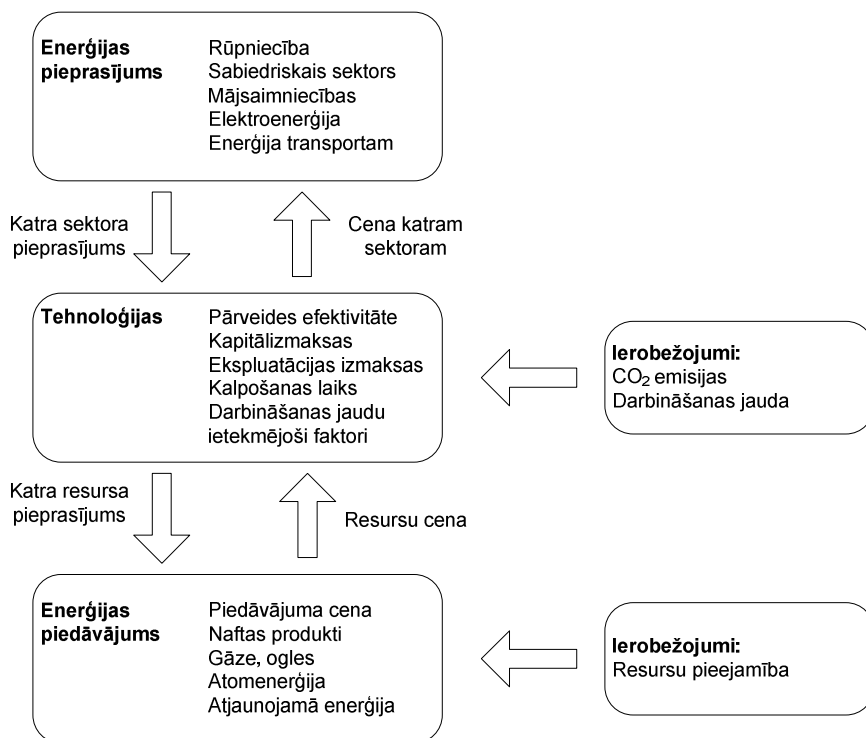 Enerģijas
pieprasījums
Rūpniecība
Sabiedriskais sektors
Mājsaimniecības
Elektroenerģija
Enerģija transportam
Katra sektora
pieprasījums
Cena katram
sektoram
Tehnoloģijas
Pārveides efektivitāte
Kapitālizmaksas
Ekspluatācijas izmaksas
Kalpošanas laiks
Darbināšanas jaudu
ietekmējoši faktori
Ierobežojumi:
CO₂ emisijas
Darbināšanas jauda
Katra resursa
pieprasījums
Resursu cena
Enerģijas
piedāvājums
Piedāvājuma cena
Naftas produkti
Gāze, ogles
Atomenerģija
Atjaunojamā enerģija
Ierobežojumi:
Resursu pieejamība